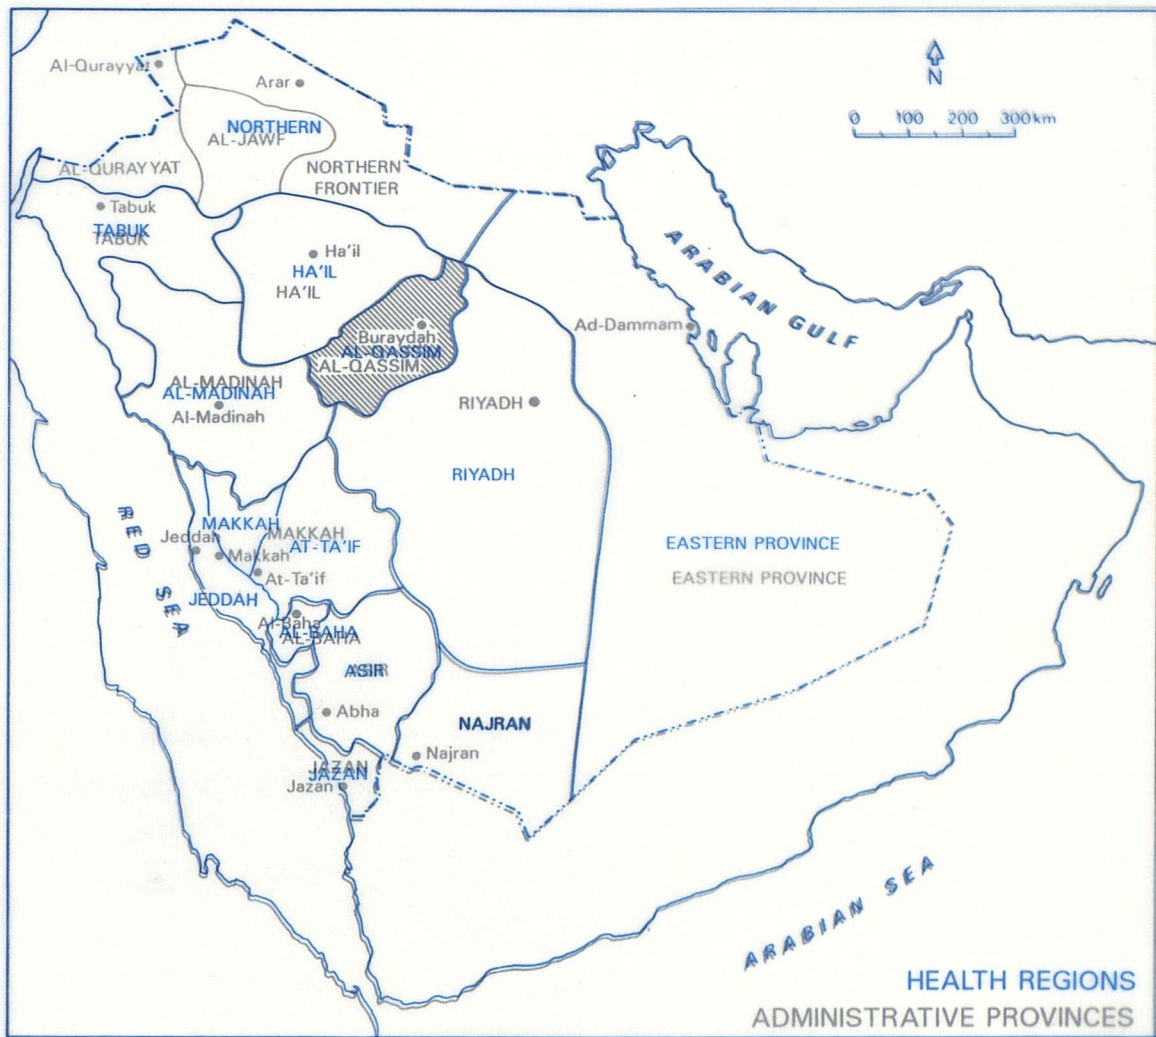 Al-Qurayyat
Arar
N
0 100 200 300km
NORTHERN
AL-JAWF
AL-QURAYYAT
NORTHERN
FRONTIER
Tabuk
TABUK
TABUK
Ha'il
HA'IL
HA'IL
ARABIAN GULF
Buraydah
AL-QASSIM
AL-QASSIM
Ad-Dammam
AL-MADINAH
AL-MADINAH
Al-Madinah
RIYADH
RIYADH
RED SEA
MAKKAH
MAKKAH
Jeddah
Makkah
AT-TA'IF
At-Ta'if
JEDDAH
EASTERN PROVINCE
EASTERN PROVINCE
Al-Baha
AL-BAHA
AL-BAHA
ASIR
ASIR
Abha
NAJRAN
Najran
JAZAN
JAZAN
Jazan
ARABIAN SEA
HEALTH REGIONS
ADMINISTRATIVE PROVINCES